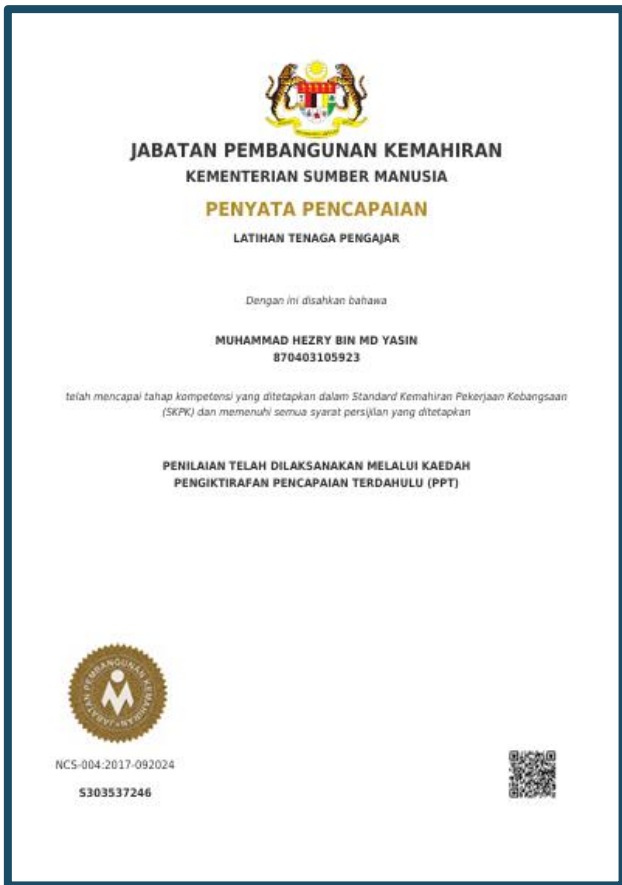 JABATAN PEMBANGUNAN KEMAHIRAN
KEMENTERIAN SUMBER MANUSIA
PENYATA PENCAPAIAN
LATIHAN TENAGA PENGAJAR
Dengan ini disahkan bahawa
MUHAMMAD HEZRY BIN MD YASIN
870403105923
telah mencapai tahap kompetensi yang ditetapkan dalam Standard Kemahiran Pekerjaan Kebangsaan
(SKPK) dan memenuhi semua syarat persijilan yang ditetapkan
PENILAIAN TELAH DILAKSANAKAN MELALUI KAEDAH
PENGIKTIRAFAN PENCAPAIAN TERDAHULU (PPT)
JABATAN PEMBANGUNAN KEMAHIRAN
NCS-004:2017-092024
S303537246